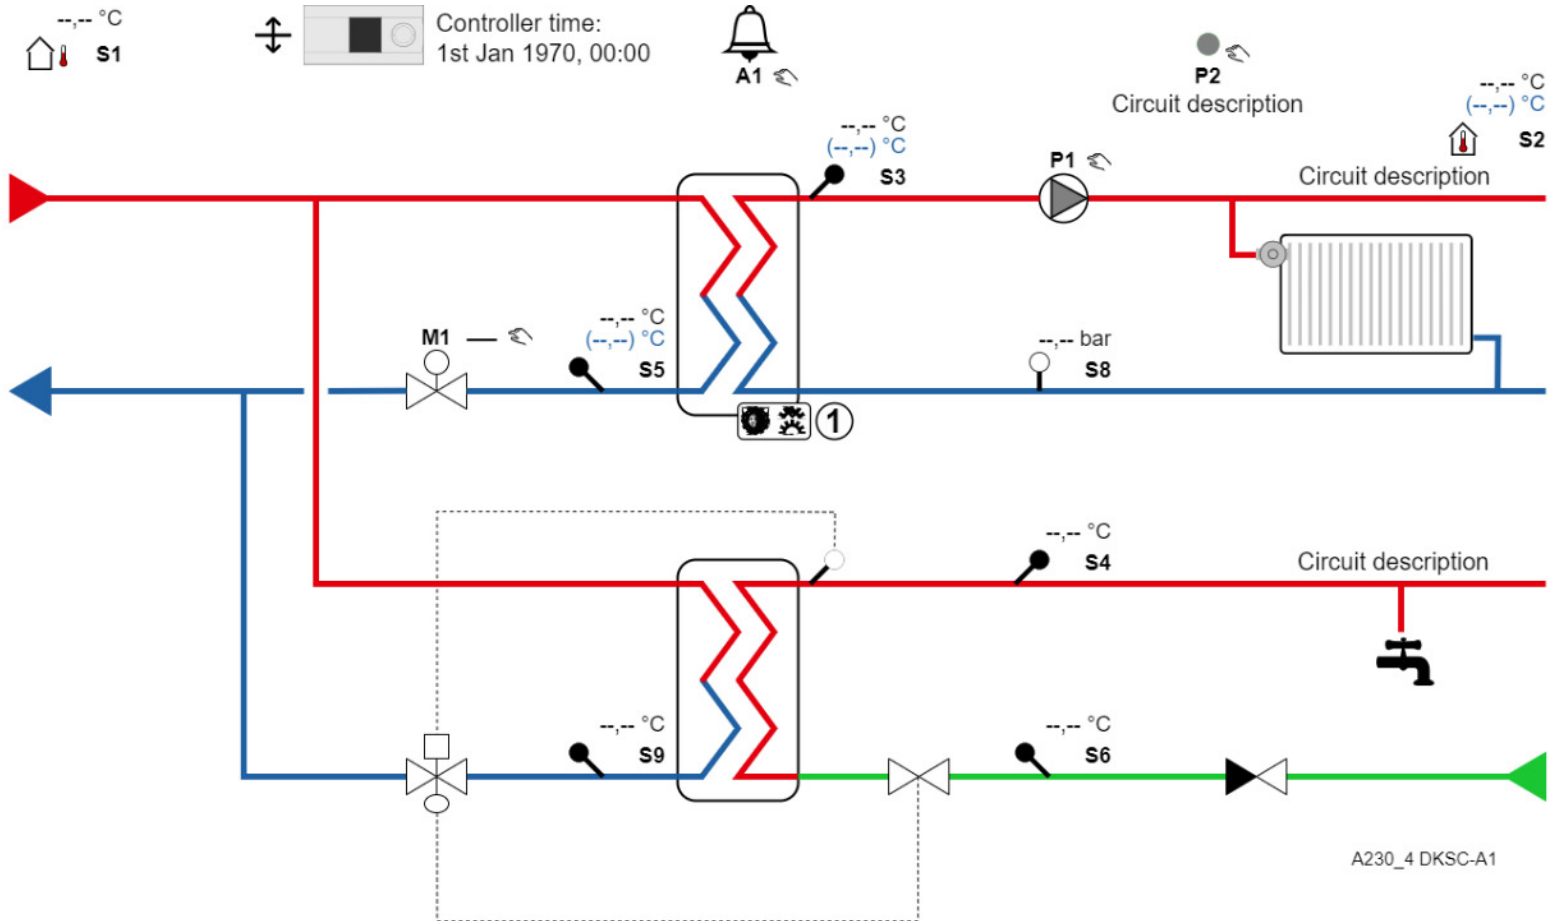 --,-- °C
S1
Controller time:
1st Jan 1970, 00:00
A1
P2
Circuit description
--,-- °C
(--,--) °C
S2
Circuit description
--,-- °C
(--,--) °C
S3
P1
M1
--,-- °C
(--,--) °C
S5
--,-- bar
S8
1
--,-- °C
S4
Circuit description
--,-- °C
S9
--,-- °C
S6
A230_4 DKSC-A1